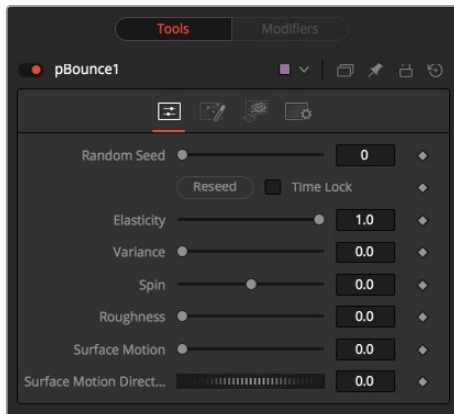 Tools Modifiers
pBounce1
Random Seed 0
Reseed Time Lock
Elasticity 1.0
Variance 0.0
Spin 0.0
Roughness 0.0
Surface Motion 0.0
Surface Motion Direct... 0.0